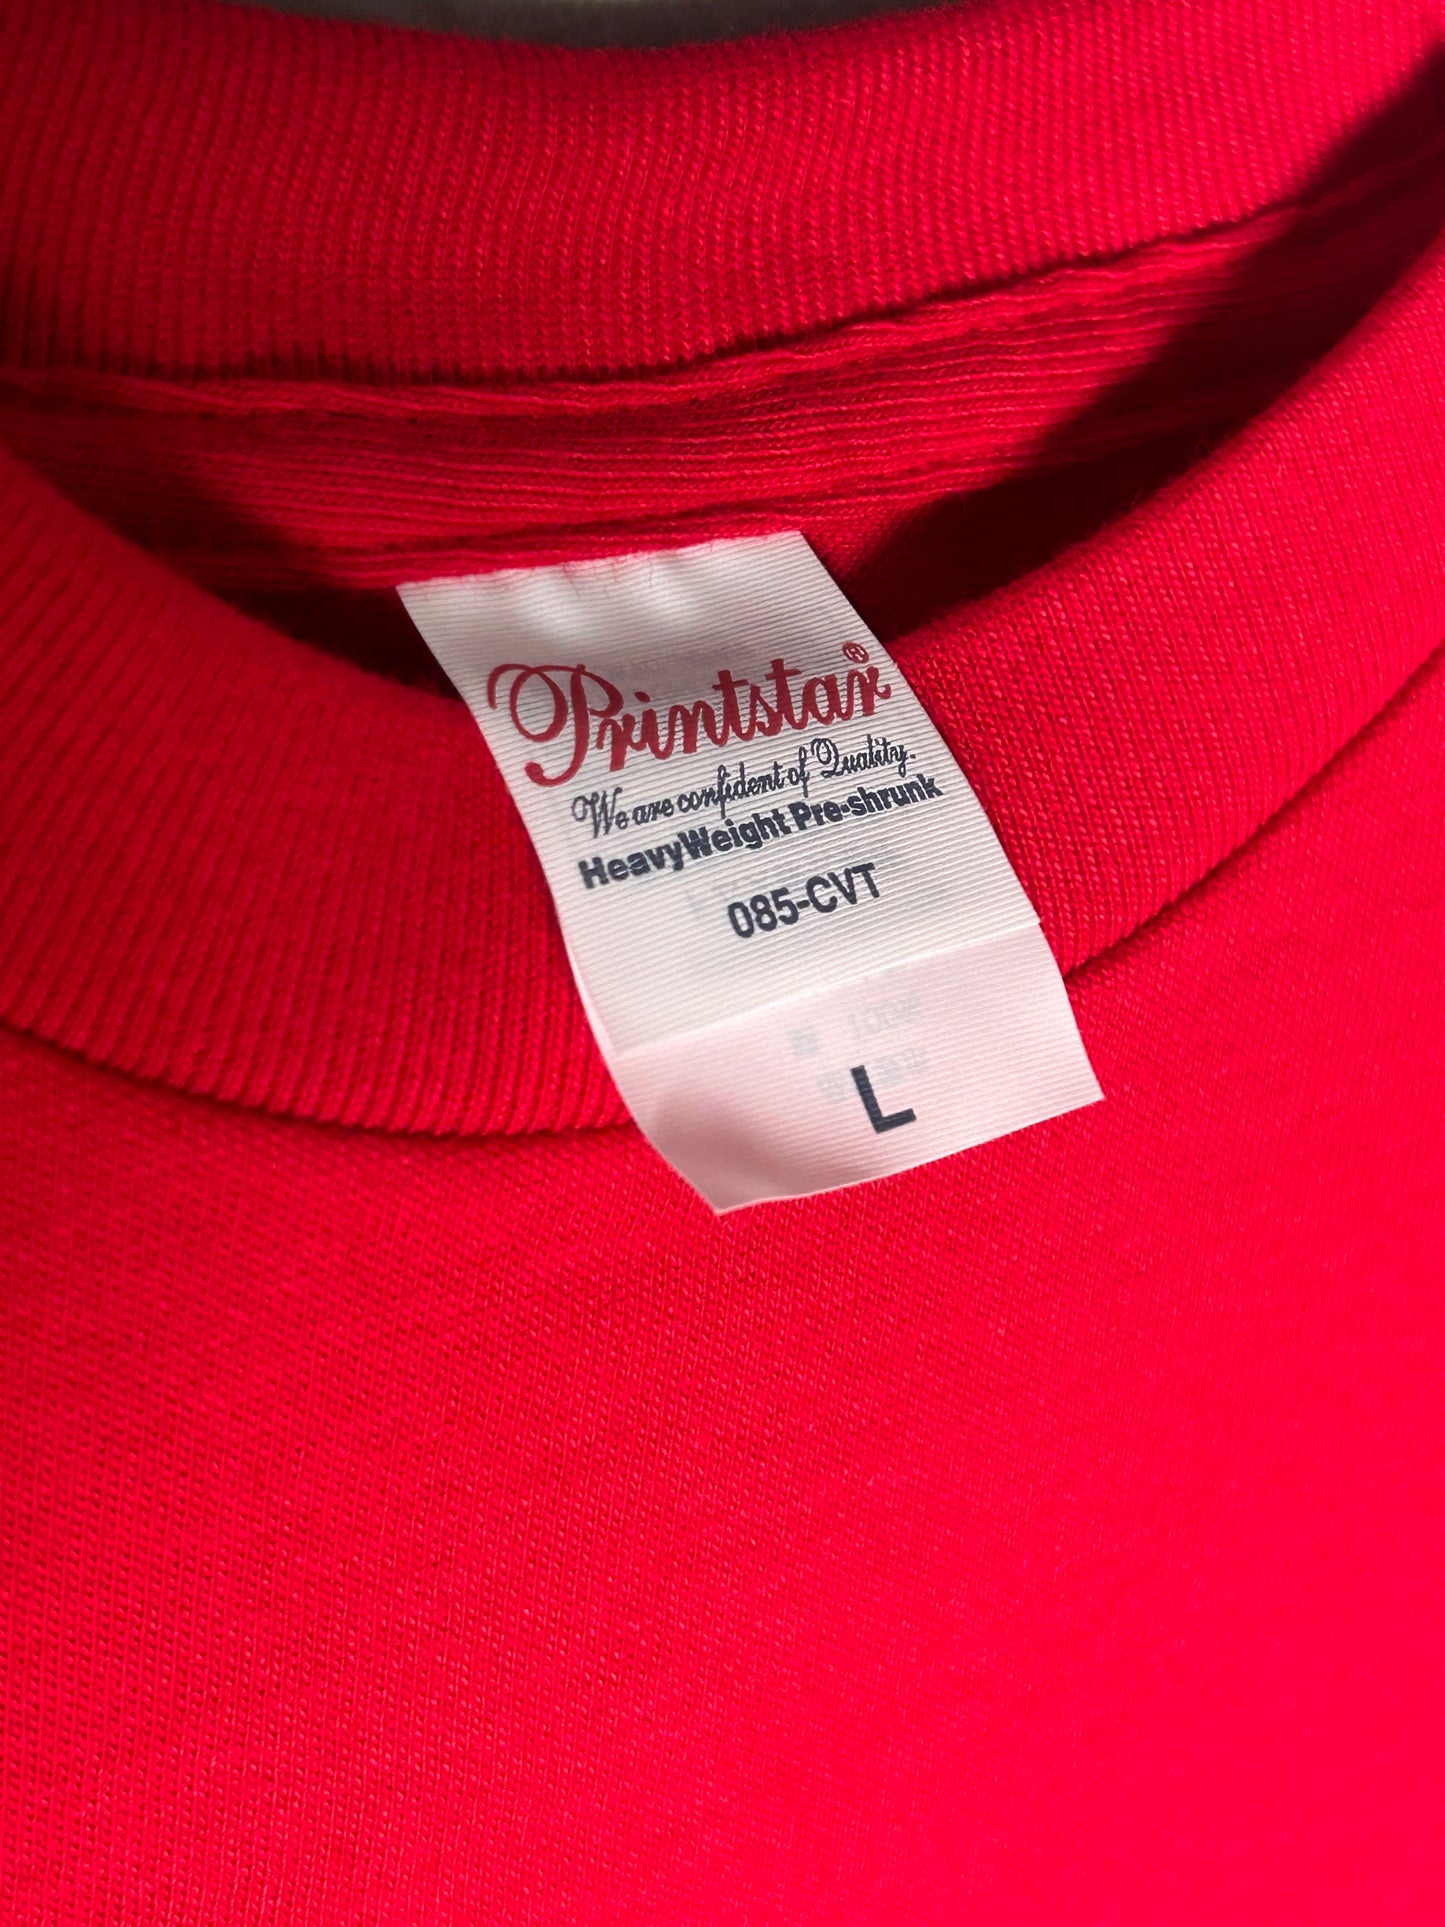 Printstar®
We are confident of Quality.
HeavyWeight Pre-shrunk
085-CVT
L